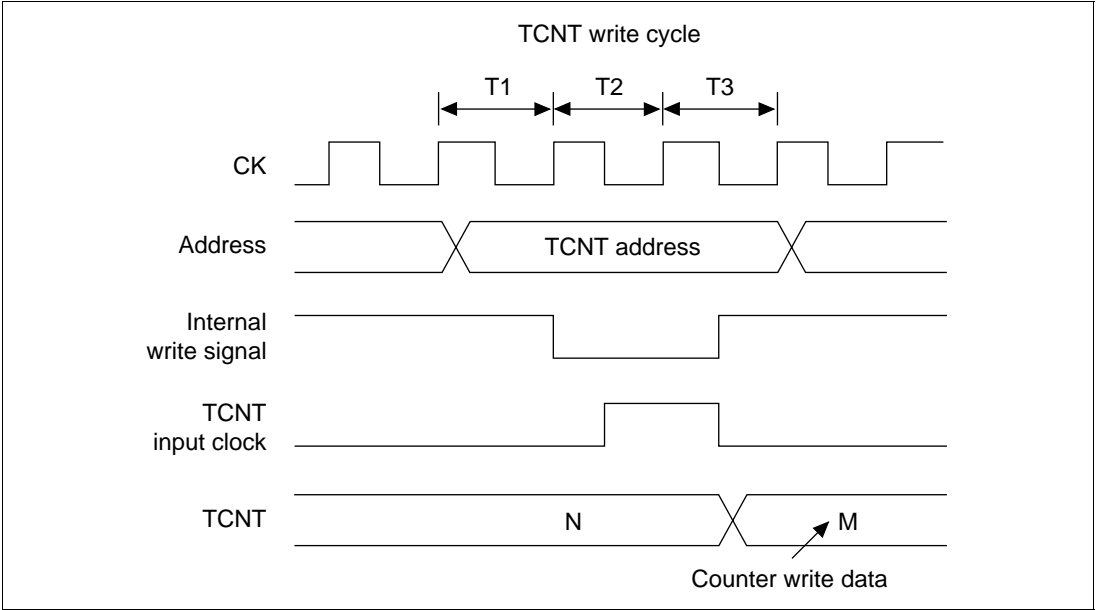 TCNT write cycle
T1 T2 T3
CK
Address
TCNT address
Internal
write signal
TCNT
input clock
TCNT
N
M
Counter write data